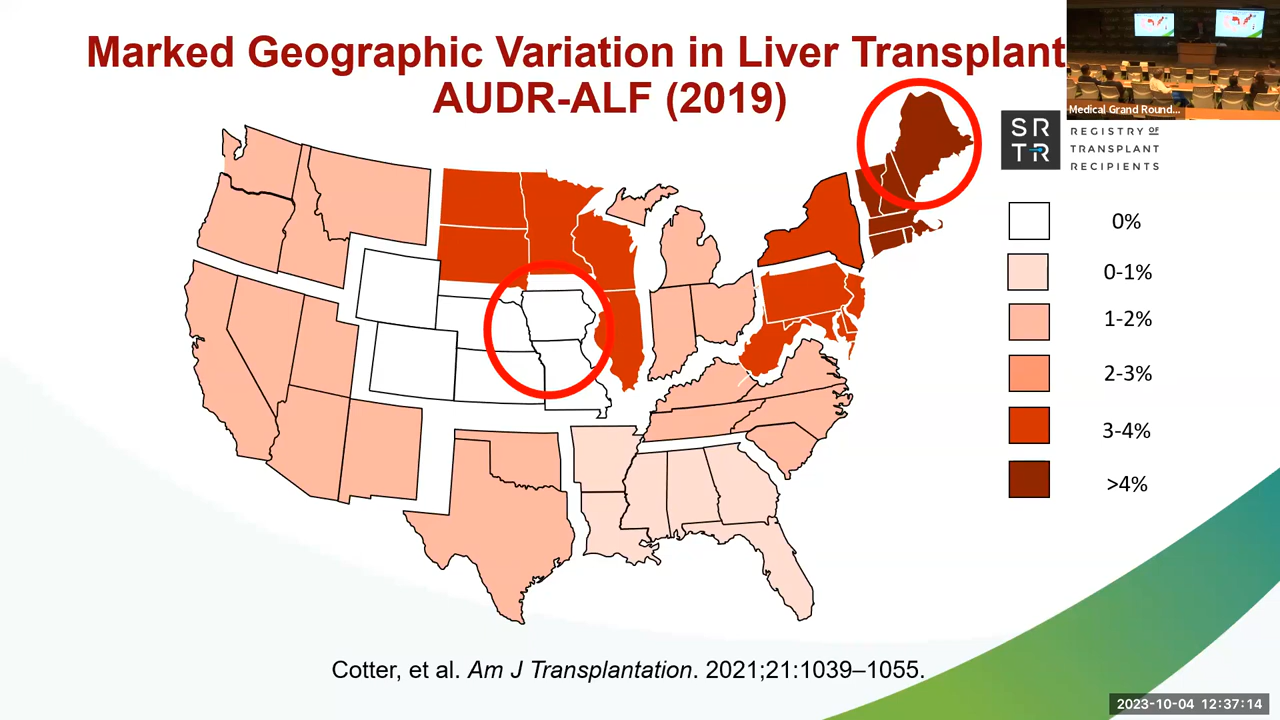 Marked Geographic Variation in Liver Transplant
AUDR-ALF (2019)
Medical Grand Round...
SR
TR
REGISTRY OF
TRANSPLANT
RECIPIENTS
0%
0-1%
1-2%
2-3%
3-4%
>4%
Cotter, et al. Am J Transplantation. 2021;21:1039–1055.
2023-10-04 12:37:14